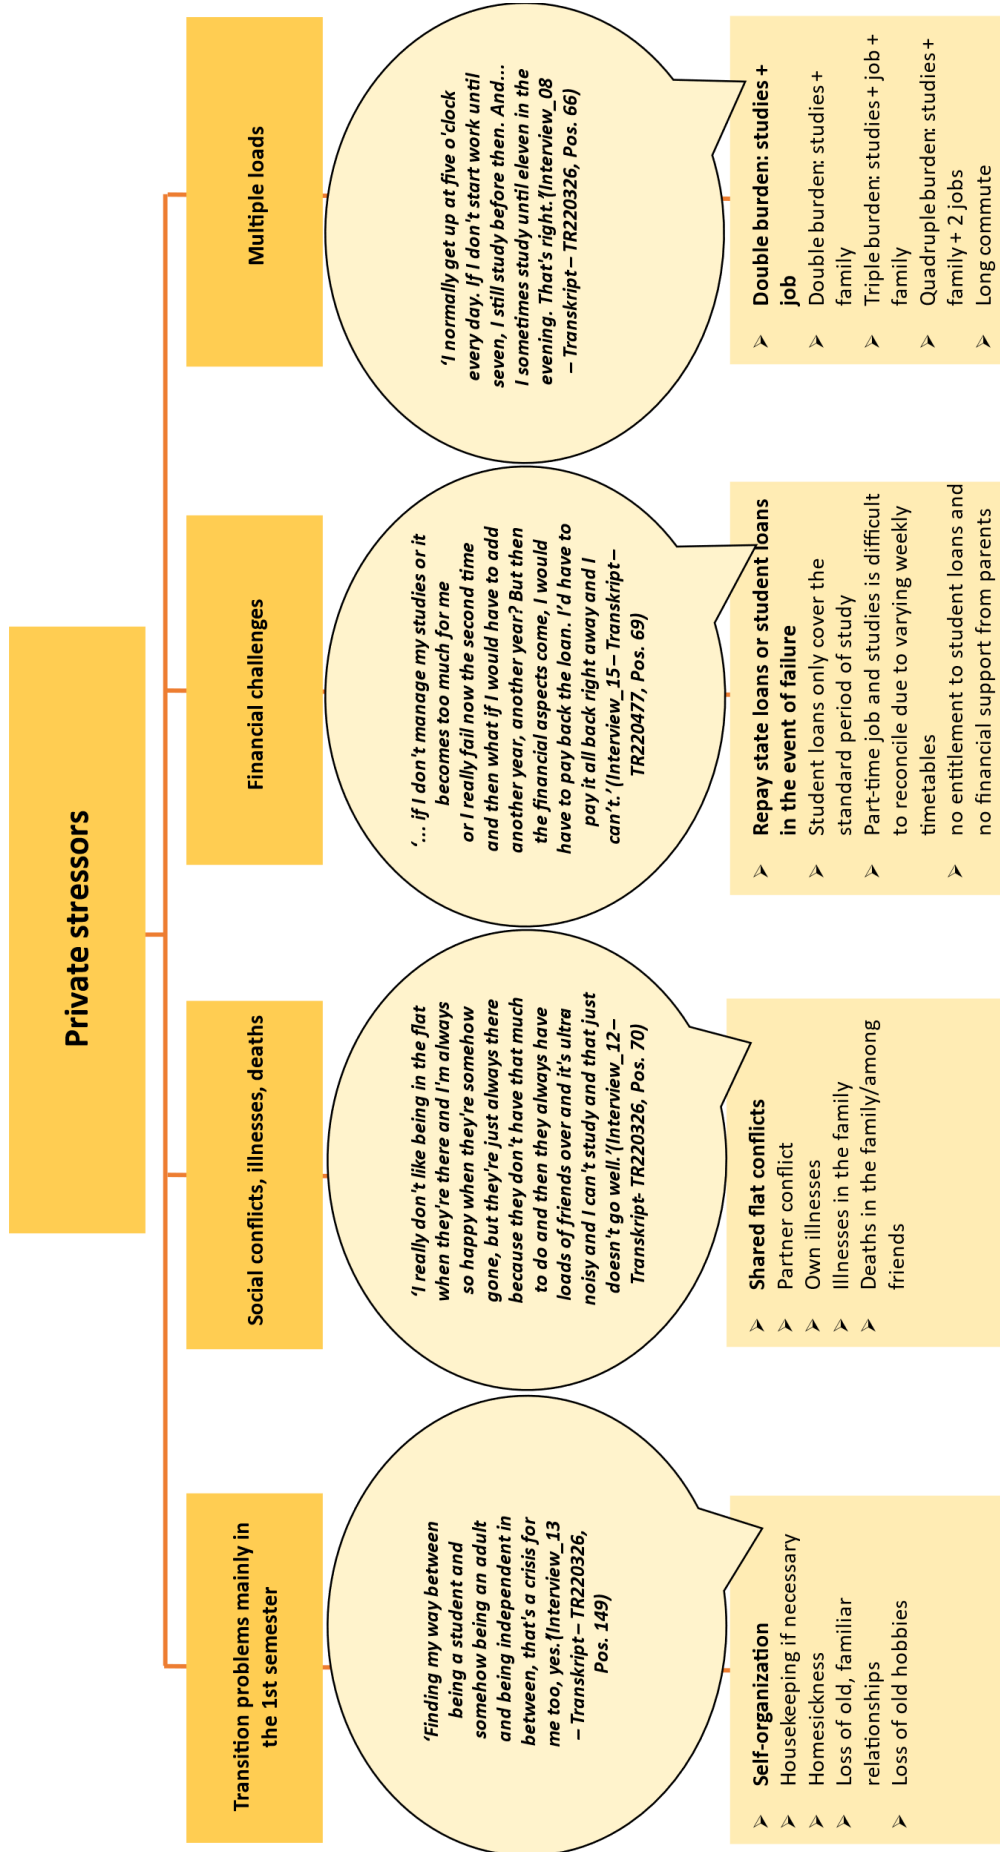 Private stressors
Transition problems mainly in
the 1st semester
‘Finding my way between
being a student and
somehow being an adult
and being independent in
between, that's a crisis for
me too, yes.'(Interview_13
– Transkript – TR220326,
Pos. 149)
➢ Self-organization
➢ Housekeeping if necessary
➢ Homesickness
➢ Loss of old, familiar
relationships
➢ Loss of old hobbies
Social conflicts, illnesses, deaths
‘I really don't like being in the flat
when they're there and I'm always
so happy when they're somehow
gone, but they're just always there
because they don't have that much
to do and then they always have
loads of friends over and it's ultra
noisy and I can't study and that just
doesn't go well.'(Interview_12 –
Transkript- TR220326, Pos. 70)
➢ Shared flat conflicts
➢ Partner conflict
➢ Own illnesses
➢ Illnesses in the family
➢ Deaths in the family/among
friends
Financial challenges
‘... if I don't manage my studies or it
becomes too much for me
or I really fail now the second time
and then what if I would have to add
another year, another year? But then
the financial aspects come, I would
have to pay back the loan. I'd have to
pay it all back right away and I
can't.’ (Interview_15 – Transkript –
TR220477, Pos. 69)
➢ Repay state loans or student loans
in the event of failure
➢ Student loans only cover the
standard period of study
➢ Part-time job and studies is difficult
to reconcile due to varying weekly
timetables
➢ no entitlement to student loans and
no financial support from parents
Multiple loads
‘I normally get up at five o'clock
every day. If I don't start work until
seven, I still study before then. And...
I sometimes study until eleven in the
evening. That's right.'(Interview_08
– Transkript – TR220326, Pos. 66)
➢ Double burden: studies +
job
➢ Double burden: studies +
family
➢ Triple burden: studies + job +
family
➢ Quadruple burden: studies +
family + 2 jobs
➢ Long commute